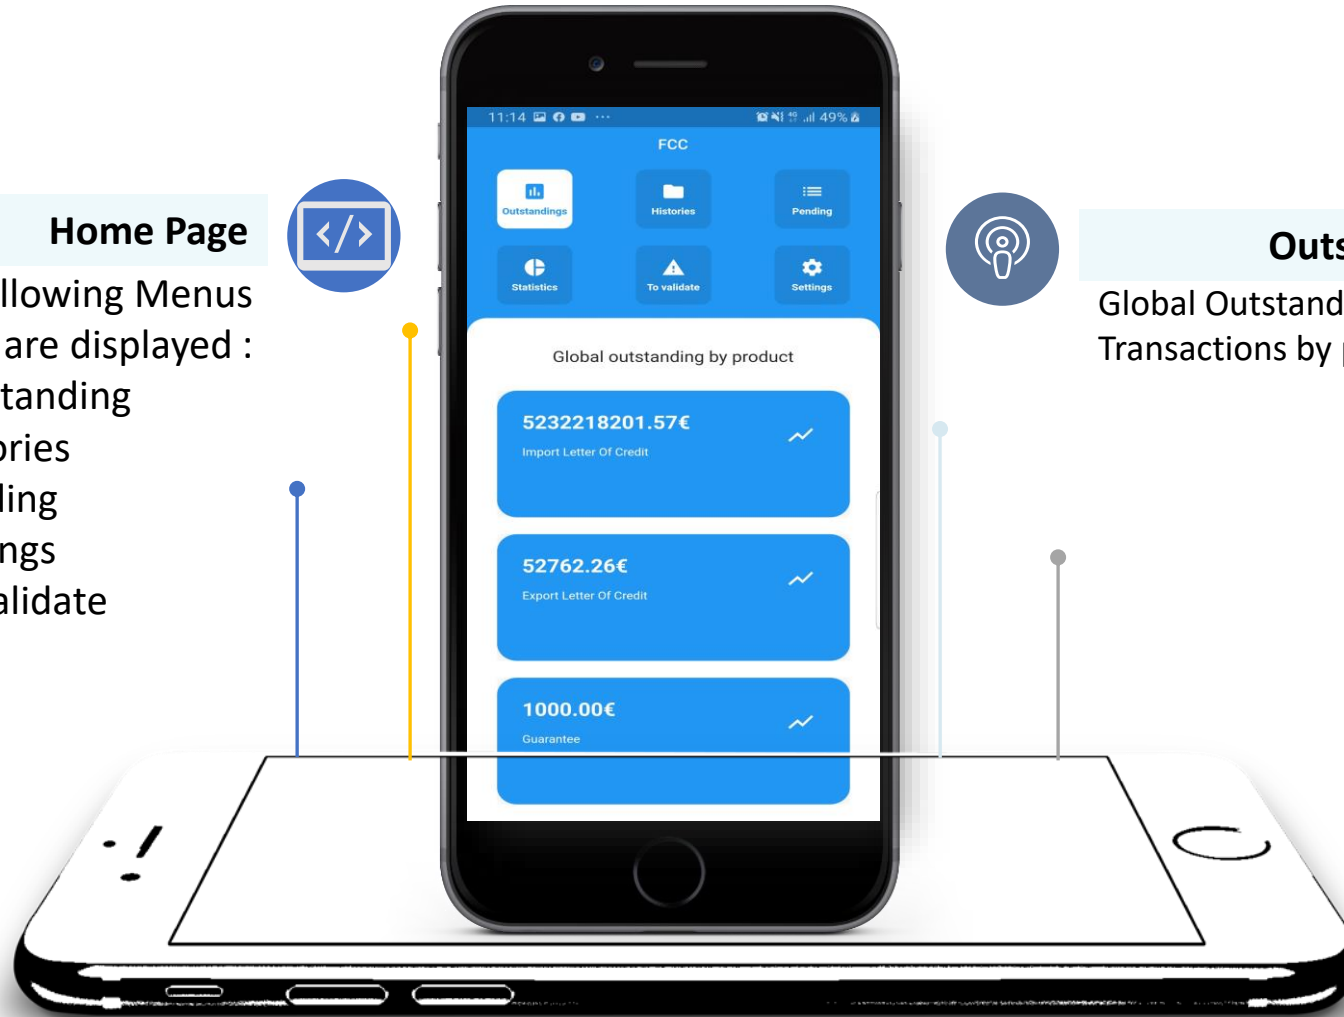 Home Page
llowing Menus
are displayed :
tanding
ories
ling
ngs
alidate
11:14 ··· 4G 49%
FCC
Outstandings Histories Pending
Statistics To validate Settings
Global outstanding by product
5232218201.57€
Import Letter Of Credit
52762.26€
Export Letter Of Credit
1000.00€
Guarantee
Outs
Global Outstand
Transactions by